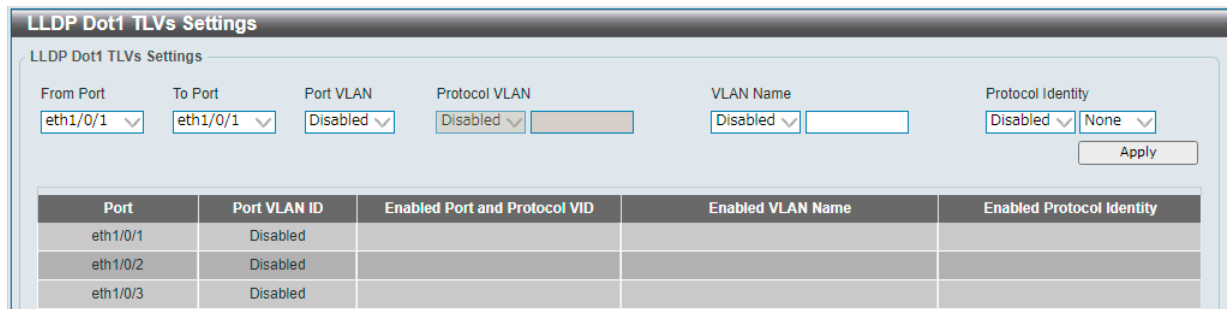 LLDP Dot1 TLVs Settings
LLDP Dot1 TLVs Settings
From Port To Port Port VLAN Protocol VLAN VLAN Name Protocol Identity
eth1/0/1 eth1/0/1 Disabled Disabled Disabled Disabled None
Apply
Port Port VLAN ID Enabled Port and Protocol VID Enabled VLAN Name Enabled Protocol Identity
eth1/0/1 Disabled
eth1/0/2 Disabled
eth1/0/3 Disabled